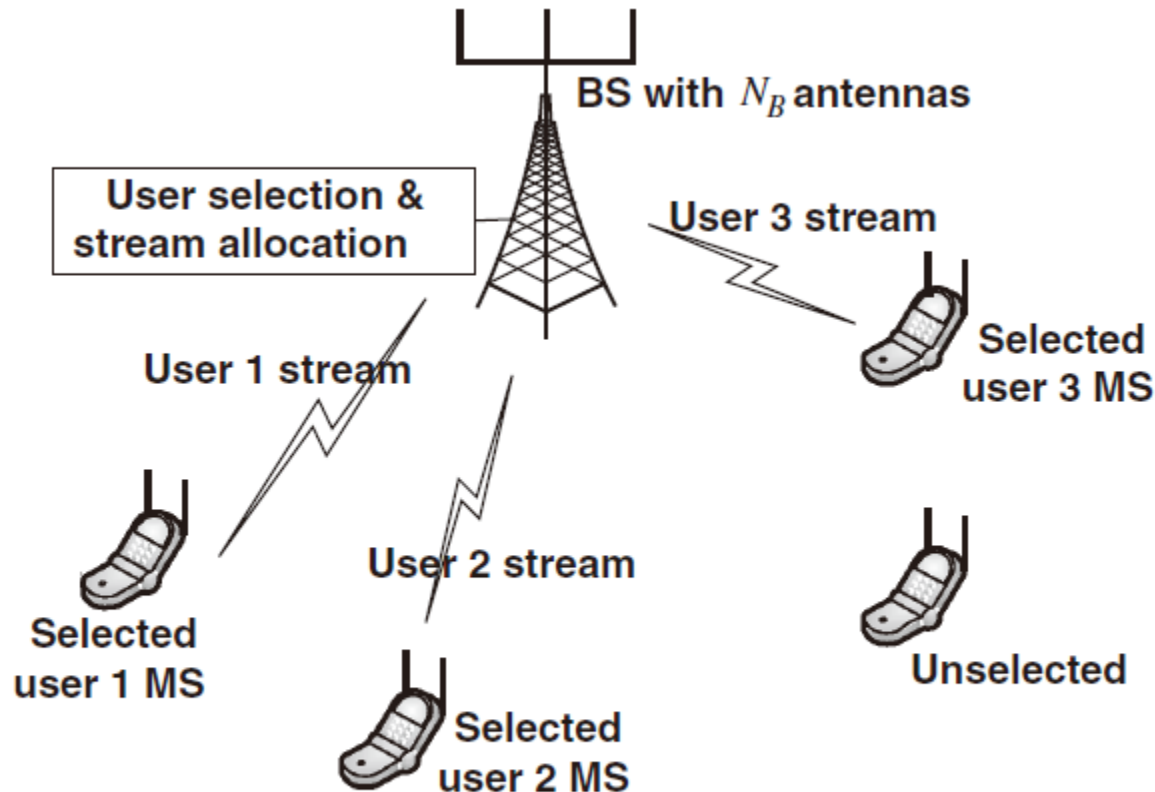 BS with N_B antennas
User selection &
stream allocation
User 3 stream
Selected
user 3 MS
User 1 stream
User 2 stream
Selected
user 1 MS
Unselected
Selected
user 2 MS